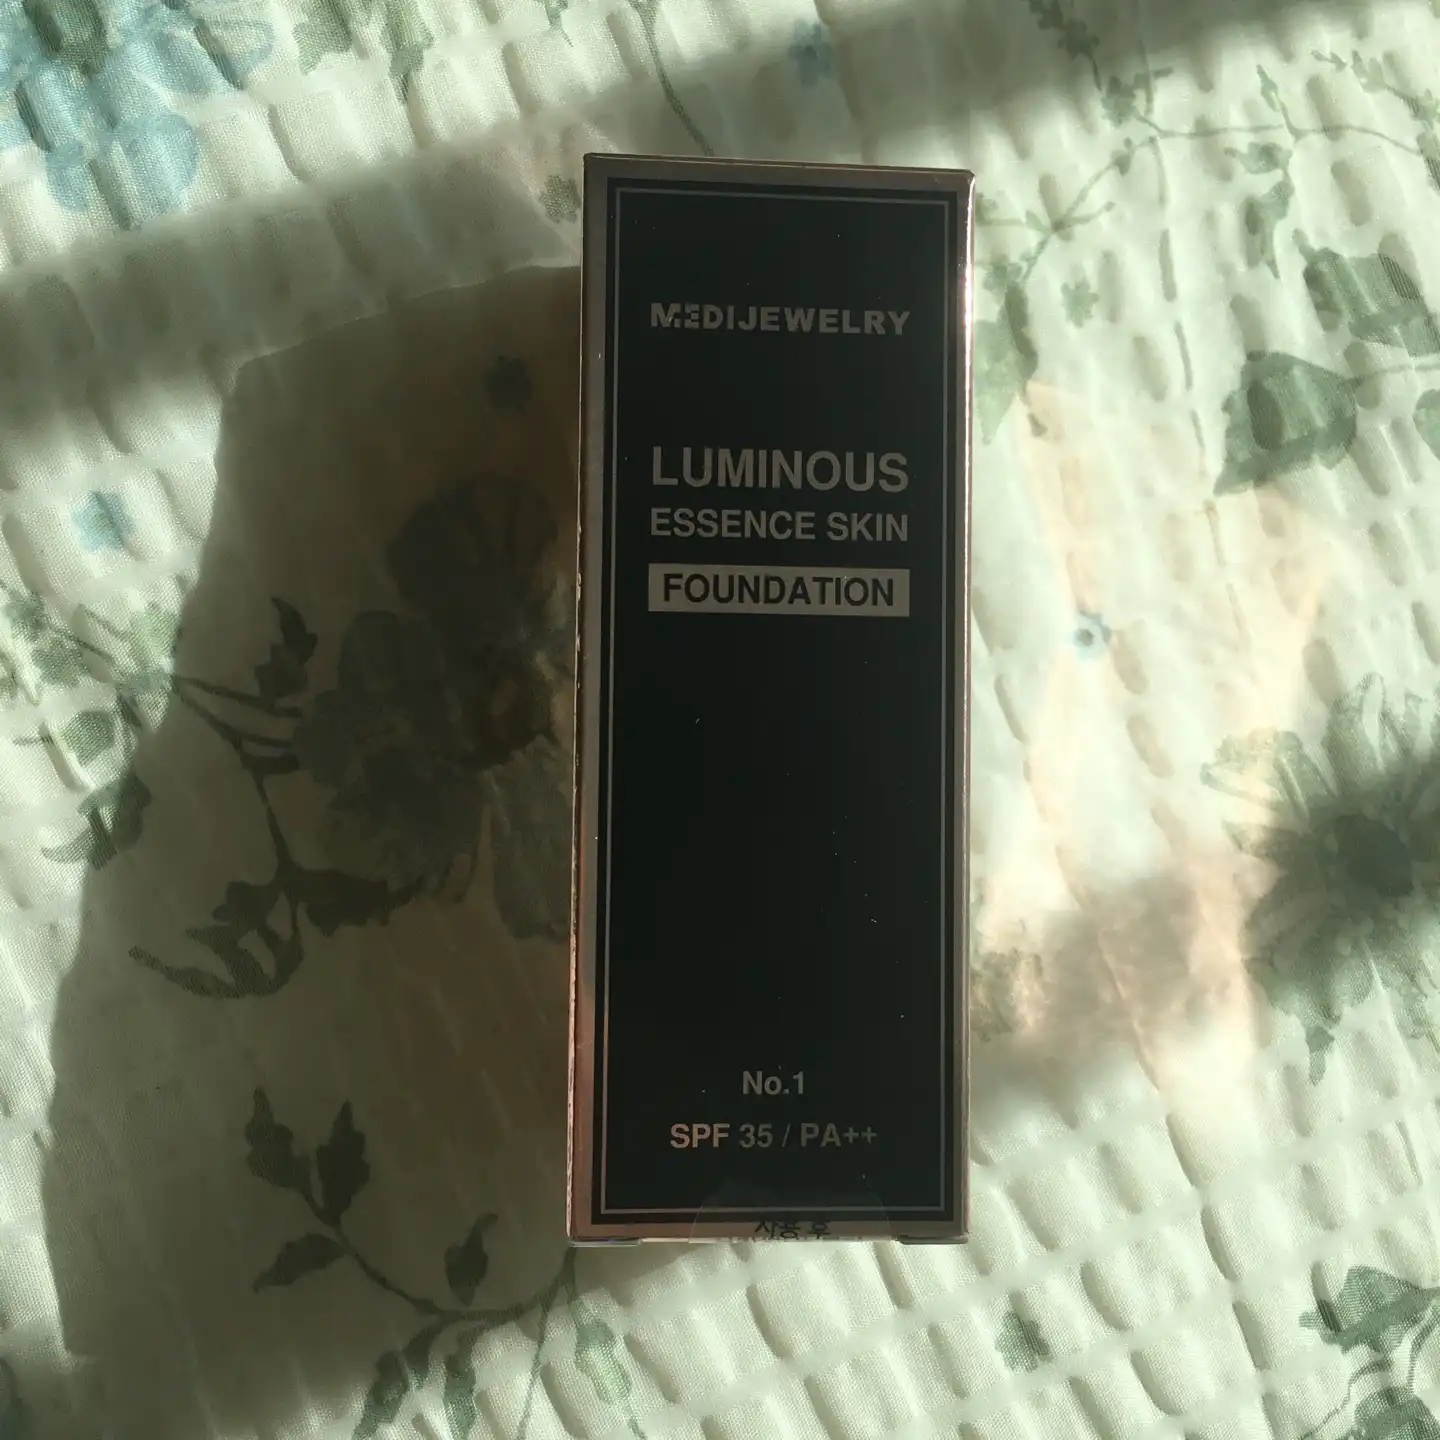 MEDIJEWELRY
LUMINOUS
ESSENCE SKIN
FOUNDATION
No.1
SPF 35 / PA++
사용 후